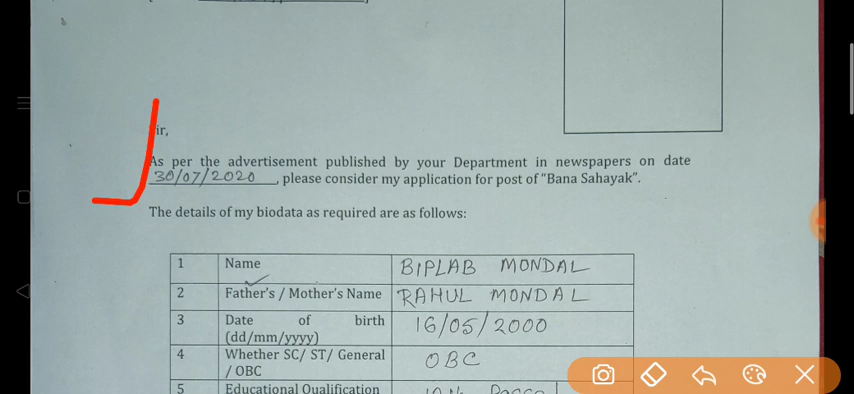 As per the advertisement published by your Department in newspapers on date
30/07/2020, please consider my application for post of "Bana Sahayak".
The details of my biodata as required are as follows:
1 Name BIPLAB MONDAL
2 Father's / Mother's Name RAHUL MONDAL
3 Date of birth 16/05/2000
(dd/mm/yyyy)
4 Whether SC/ ST/ General OBC
/ OBC
5 Educational Qualification